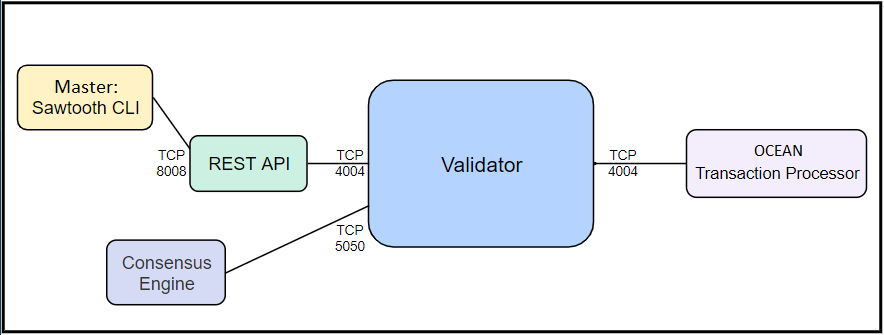 Master:
Sawtooth CLI
TCP
8008
REST API
TCP
4004
Validator
TCP
4004
OCEAN
Transaction Processor
TCP
5050
Consensus
Engine